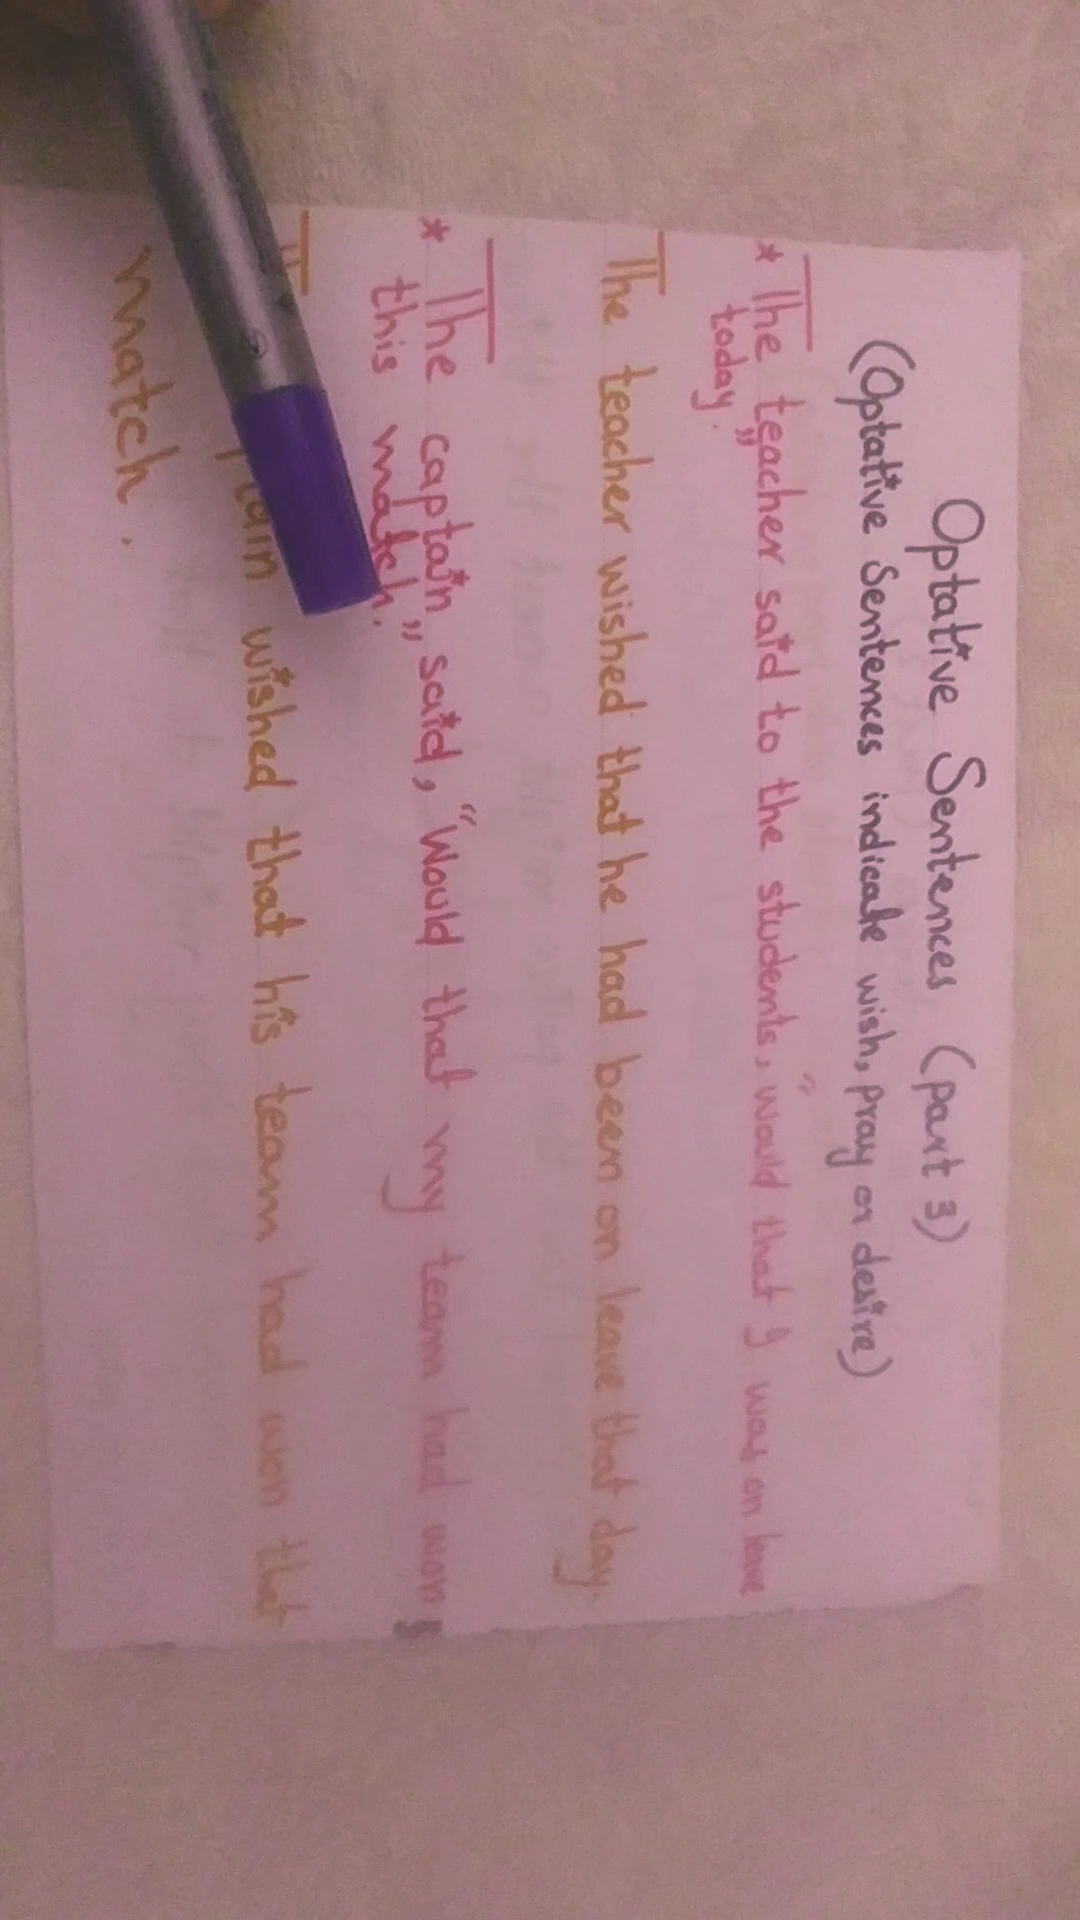 Optative Sentences (part 3)
(Optative Sentences indicate wish, pray or desire)
* The teacher said to the students, "Would that I was on leave
today."
The teacher wished that he had been on leave that day.
* The captain said, "Would that my team had won
this match."
wished that his team had won that
match.